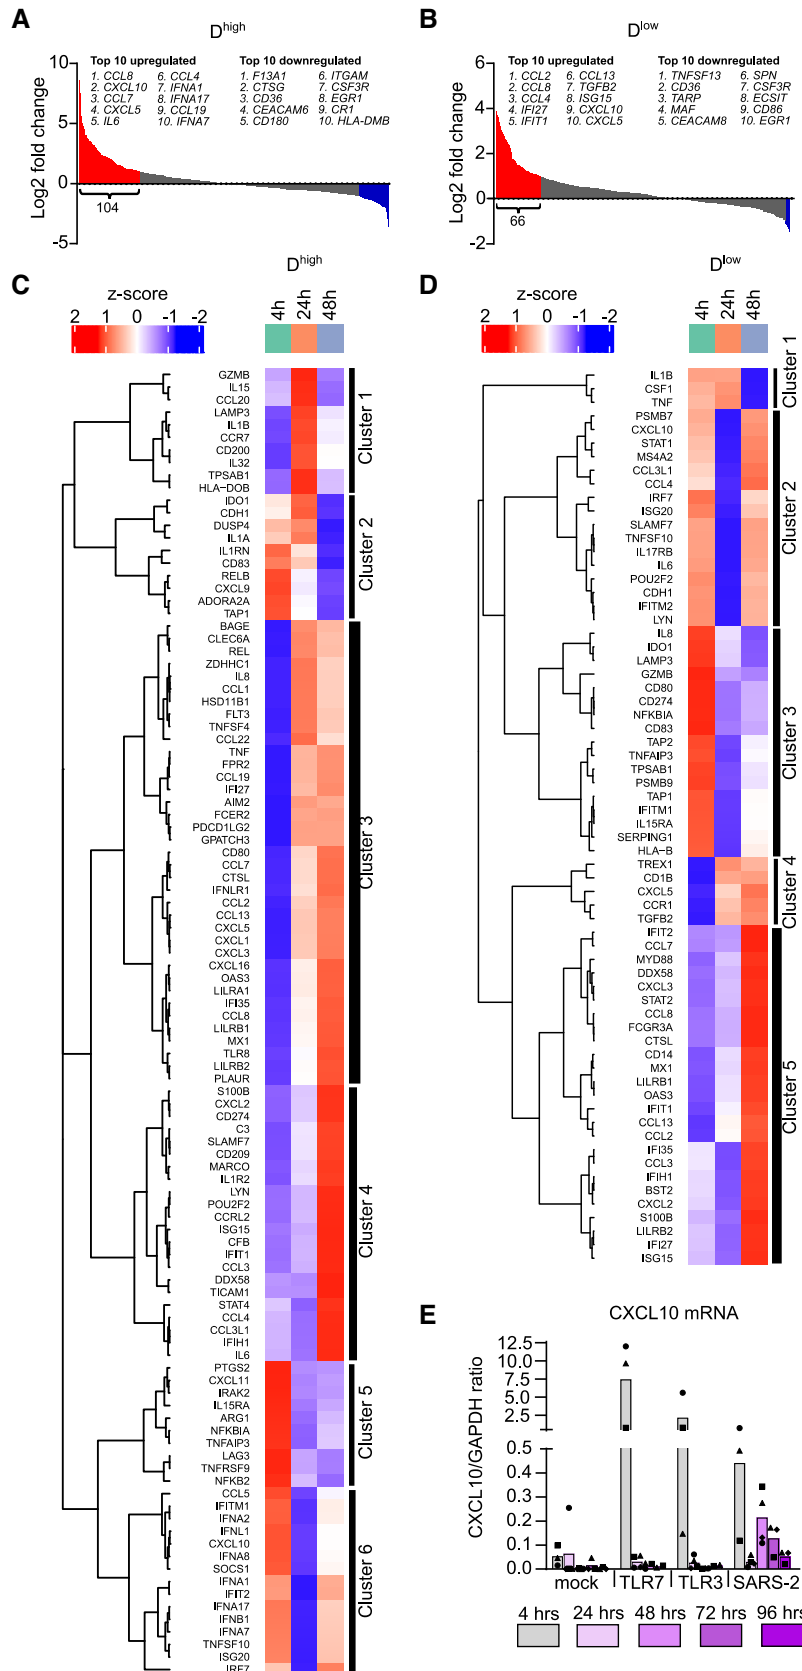 A
D^high
Log2 fold change
10
5
0
-5
Top 10 upregulated
1. CCL8 6. CCL4
2. CXCL10 7. IFNA1
3. CCL7 8. IFNA17
4. CXCL5 9. CCL19
5. IL6 10. IFNA7
Top 10 downregulated
1. F13A1 6. ITGAM
2. CTSG 7. CSF3R
3. CD36 8. EGR1
4. CEACAM6 9. CR1
5. CD180 10. HLA-DMB
104
B
D^low
Log2 fold change
6
4
2
0
-2
Top 10 upregulated
1. CCL2 6. CCL13
2. CCL8 7. TGFB2
3. CCL4 8. ISG15
4. IFI27 9. CXCL10
5. IFIT1 10. CXCL5
Top 10 downregulated
1. TNFSF13 6. SPN
2. CD36 7. CSF3R
3. TARP 8. ECSIT
4. MAF 9. CD86
5. CEACAM8 10. EGR1
66
C
D^high
z-score
2 1 0 -1 -2
4h 24h 48h
GZMB
IL15
CCL20
LAMP3
IL1B
CCR7
CD200
IL32
TPSAB1
HLA-DOB
Cluster 1
IDO1
CDH1
DUSP4
IL1A
IL1RN
CD83
RELB
CXCL9
ADORA2A
TAP1
Cluster 2
BAGE
CLEC6A
REL
ZDHHC1
IL8
CCL1
HSD11B1
FLT3
TNFSF4
CCL22
TNF
FPR2
CCL19
IFI27
AIM2
FCER2
PDCD1LG2
GPATCH3
CD80
CCL7
CTSL
IFNLR1
CCL2
CCL13
CXCL5
CXCL1
CXCL3
CXCL16
OAS3
LILRA1
IFI35
CCL8
LILRB1
MX1
TLR8
LILRB2
PLAUR
Cluster 3
S100B
CXCL2
CD274
C3
SLAMF7
CD209
MARCO
IL1R2
LYN
POU2F2
CCRL2
ISG15
CFB
IFIT1
CCL3
DDX58
TICAM1
STAT4
CCL4
CCL3L1
IFIH1
IL6
Cluster 4
PTGS2
CXCL11
IRAK2
IL15RA
ARG1
NFKBIA
TNFAIP3
LAG3
TNFRSF9
NFKB2
Cluster 5
CCL5
IFITM1
IFNA2
IFNL1
CXCL10
IFNA8
SOCS1
IFNA1
IFIT2
IFNA17
IFNB1
IFNA7
TNFSF10
ISG20
IRF7
Cluster 6
D
D^low
z-score
2 1 0 -1 -2
4h 24h 48h
IL1B
CSF1
TNF
Cluster 1
PSMB7
CXCL10
STAT1
MS4A2
CCL3L1
CCL4
IRF7
ISG20
SLAMF7
TNFSF10
IL17RB
IL6
POU2F2
CDH1
IFITM2
LYN
Cluster 2
IL8
IDO1
LAMP3
GZMB
CD80
CD274
NFKBIA
CD83
TAP2
TNFAIP3
TPSAB1
PSMB9
TAP1
IFITM1
IL15RA
SERPING1
HLA-B
Cluster 3
TREX1
CD1B
CXCL5
CCR1
TGFB2
Cluster 4
IFIT2
CCL7
MYD88
DDX58
CXCL3
STAT2
CCL8
FCGR3A
CTSL
CD14
MX1
LILRB1
OAS3
IFIT1
CCL13
CCL2
IFI35
CCL3
IFIH1
BST2
CXCL2
S100B
LILRB2
IFI27
ISG15
Cluster 5
E
CXCL10 mRNA
CXCL10/GAPDH ratio
12.5
10.0
7.5
5.0
2.5
0.5
0.4
0.3
0.2
0.1
0.0
mock TLR7 TLR3 SARS-2
4 hrs 24 hrs 48 hrs 72 hrs 96 hrs